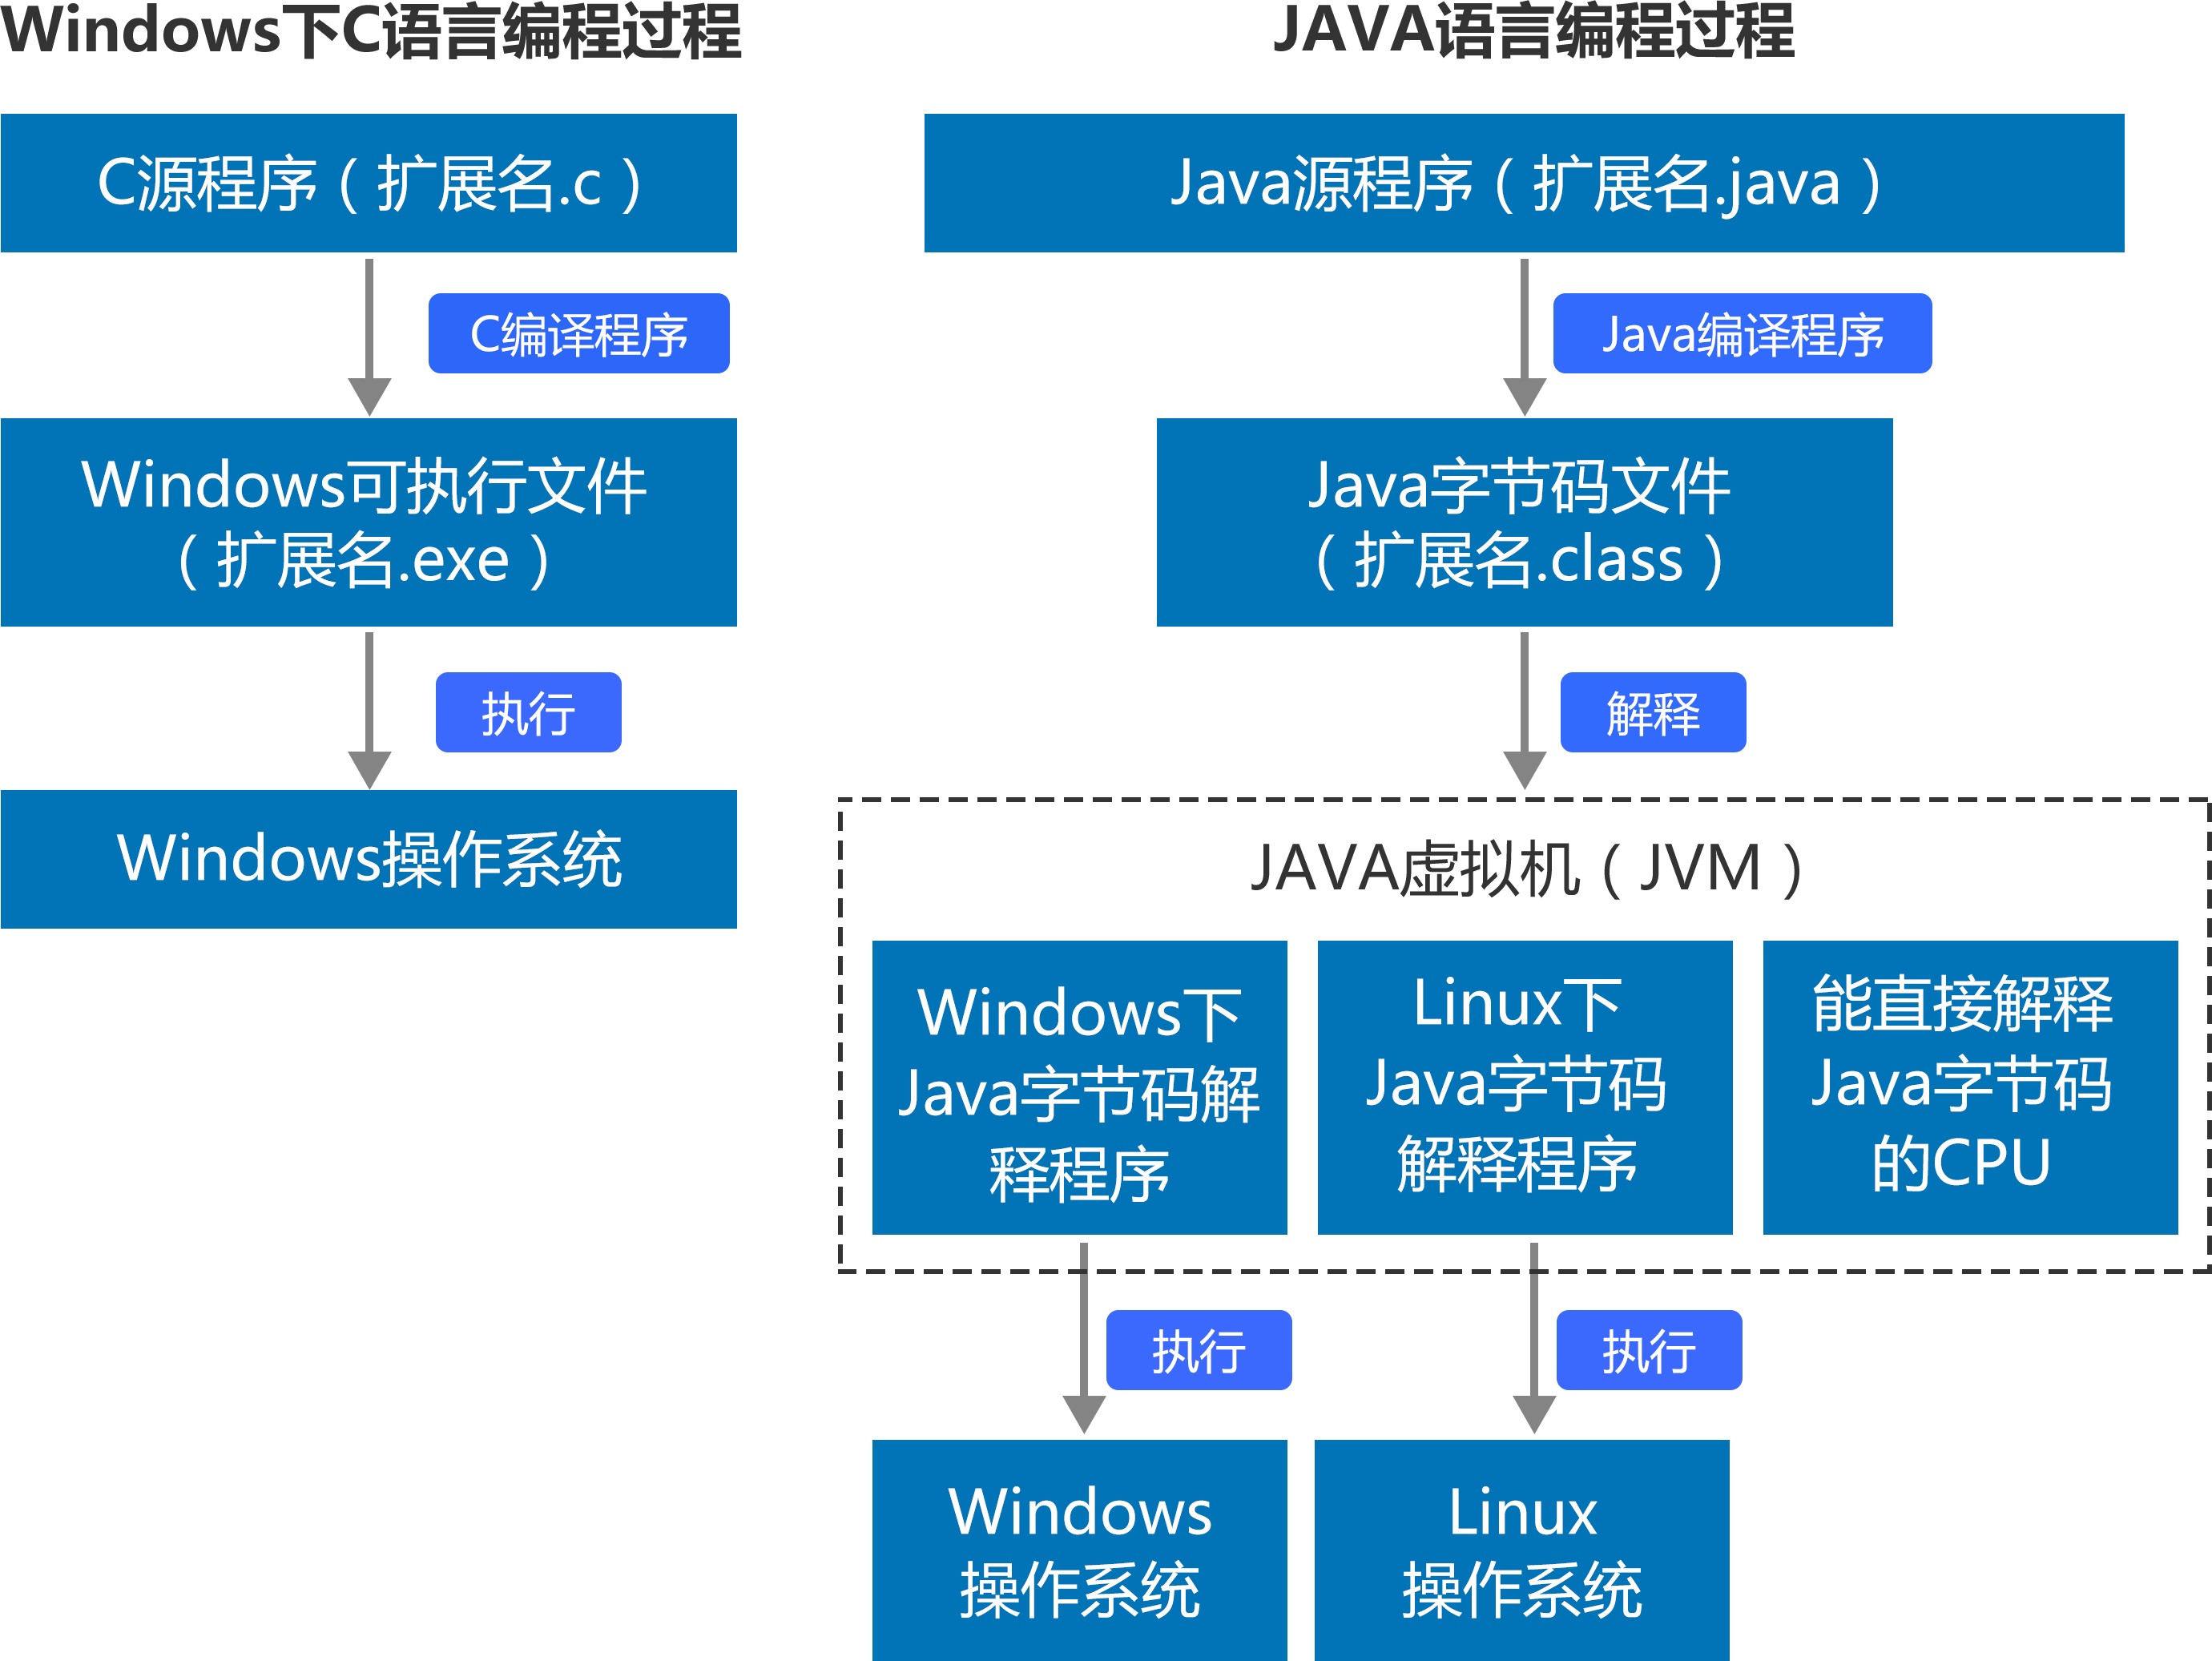 Windows下C语言编程过程
C源程序（扩展名.c）
C编译程序
Windows可执行文件
（扩展名.exe）
执行
Windows操作系统
JAVA语言编程过程
Java源程序（扩展名.java）
Java编译程序
Java字节码文件
（扩展名.class）
解释
JAVA虚拟机（JVM）
Windows下
Java字节码解
释程序
Linux下
Java字节码
解释程序
能直接解释
Java字节码
的CPU
执行
执行
Windows
操作系统
Linux
操作系统